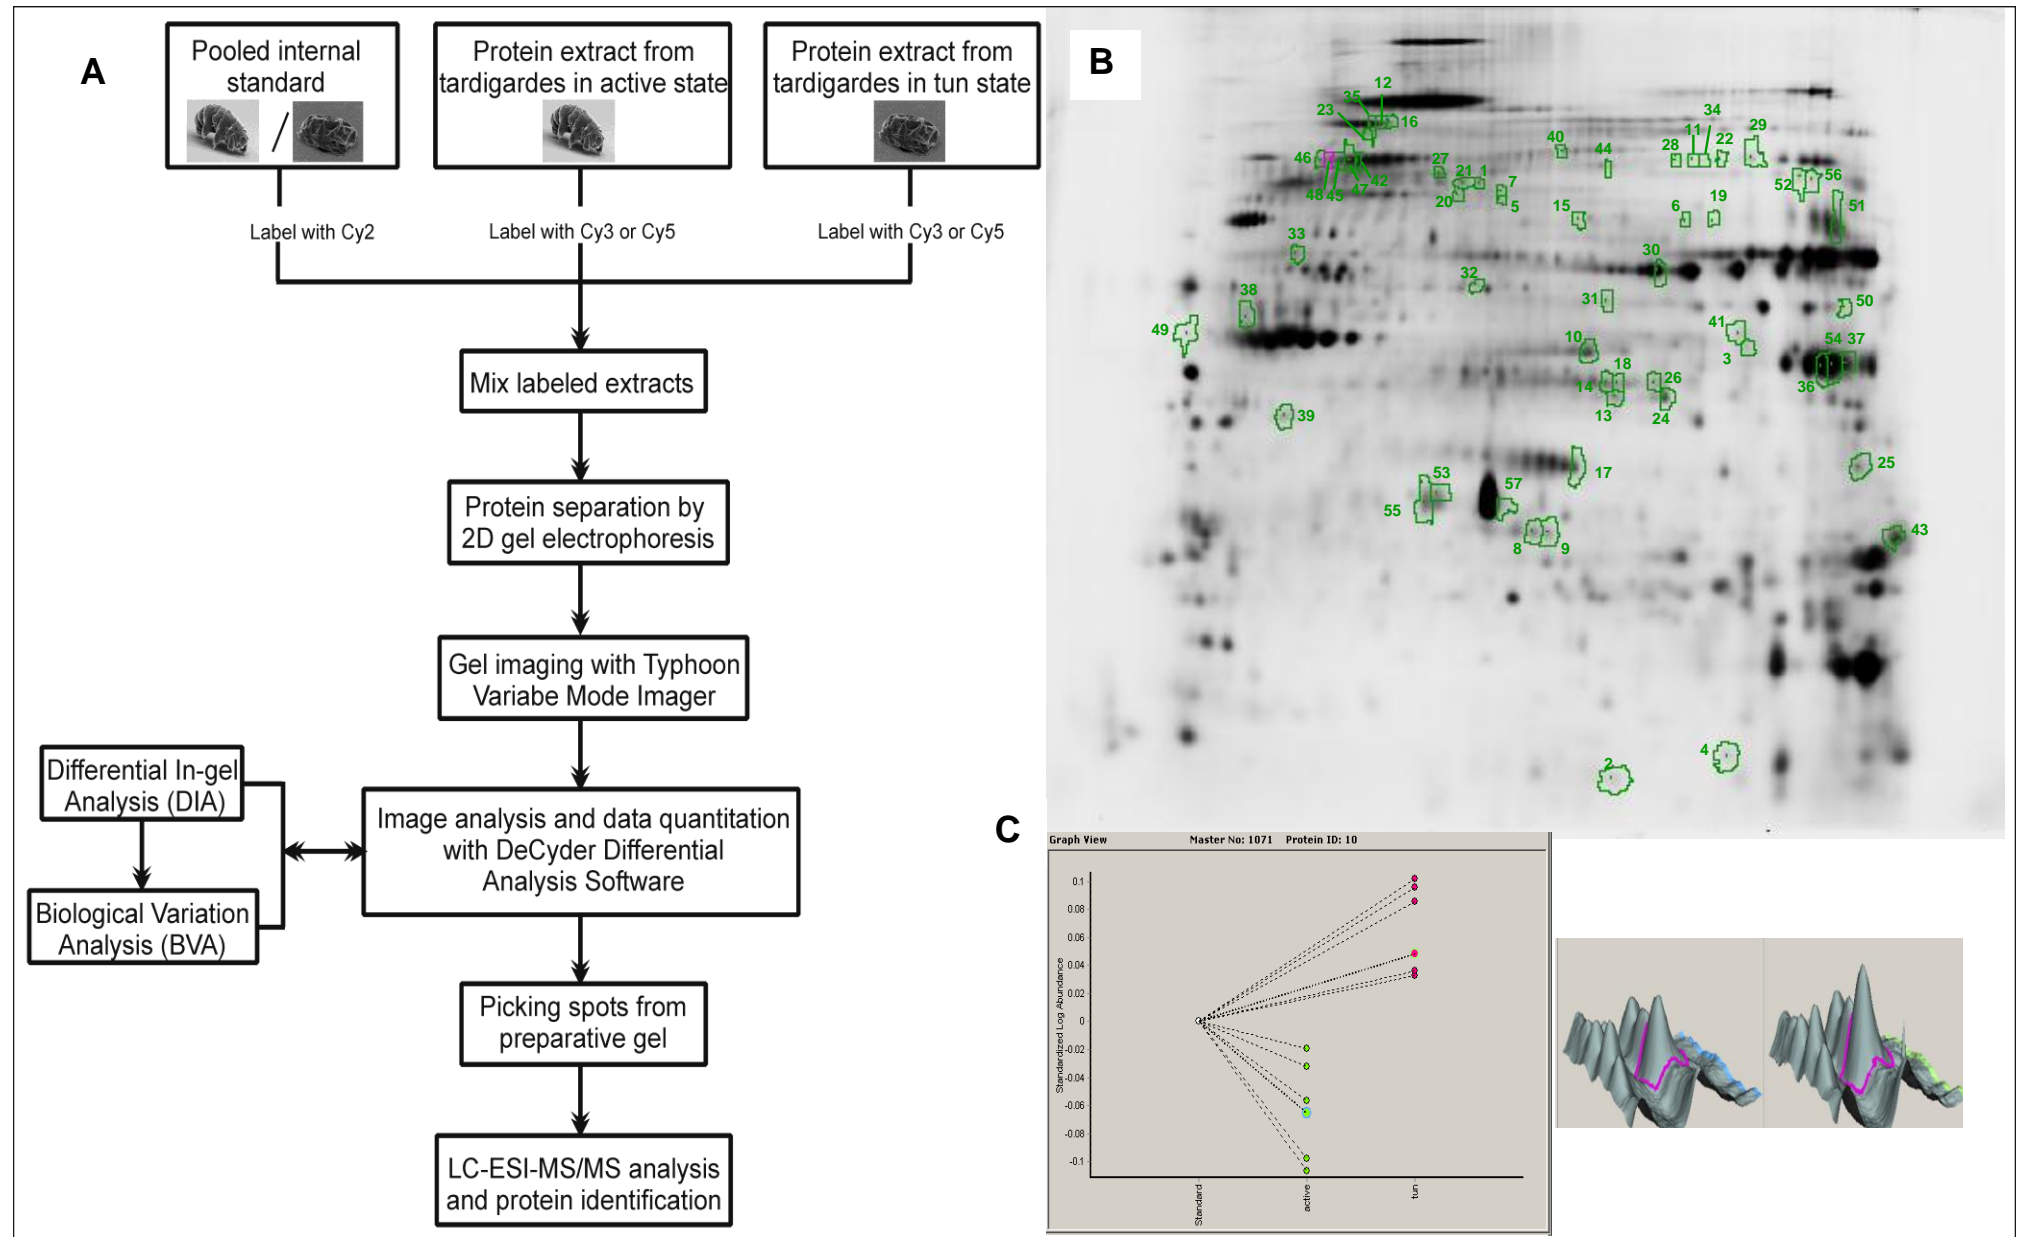 A
Pooled internal
standard
Protein extract from
tardigardes in active state
Protein extract from
tardigardes in tun state
Label with Cy2
Label with Cy3 or Cy5
Label with Cy3 or Cy5
Mix labeled extracts
Protein separation by
2D gel electrophoresis
Gel imaging with Typhoon
Variabe Mode Imager
Differential In-gel
Analysis (DIA)
Biological Variation
Analysis (BVA)
Image analysis and data quantitation
with DeCyder Differential
Analysis Software
Picking spots from
preparative gel
LC-ESI-MS/MS analysis
and protein identification
B
12
35
23
16
34
11
29
40
44
28
22
46
27
42
21
1
47
48
45
7
20
5
52
56
15
6
19
51
33
30
32
38
31
50
49
41
10
3
54
37
18
14
26
36
13
24
39
17
25
53
57
55
8
9
43
4
2
C
Graph View
Master No: 1071
Protein ID: 10
Standardized Log Abundance
0.1
0.08
0.06
0.04
0.02
0
-0.02
-0.04
-0.06
-0.08
-0.1
Standard
active
tun